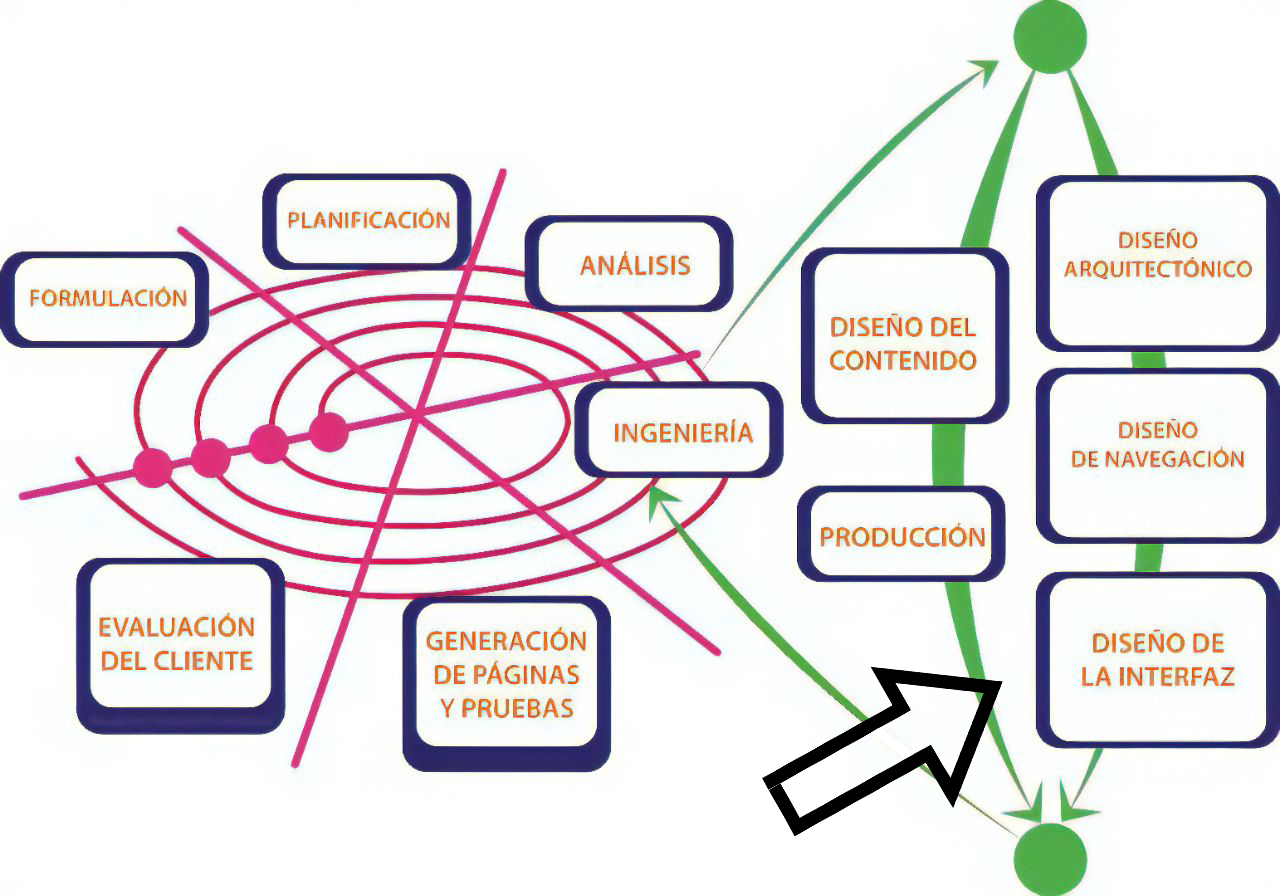 PLANIFICACIÓN
FORMULACIÓN
ANÁLISIS
INGENIERÍA
EVALUACIÓN
DEL CLIENTE
GENERACIÓN
DE PÁGINAS
Y PRUEBAS
DISEÑO DEL
CONTENIDO
PRODUCCIÓN
DISEÑO
ARQUITECTÓNICO
DISEÑO
DE NAVEGACIÓN
DISEÑO DE
LA INTERFAZ